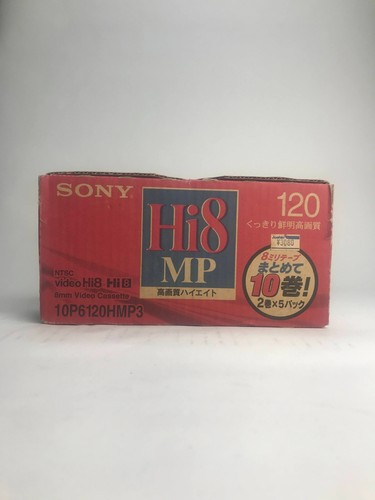 SONY
Hi8
MP
高画質ハイエイト
120
くっきり鮮明高画質
¥3080
8ミリテープ
まとめて
10巻!
2巻×5パック
NTSC
video Hi8 Hi8
8mm Video Cassette
10P6120HMP3